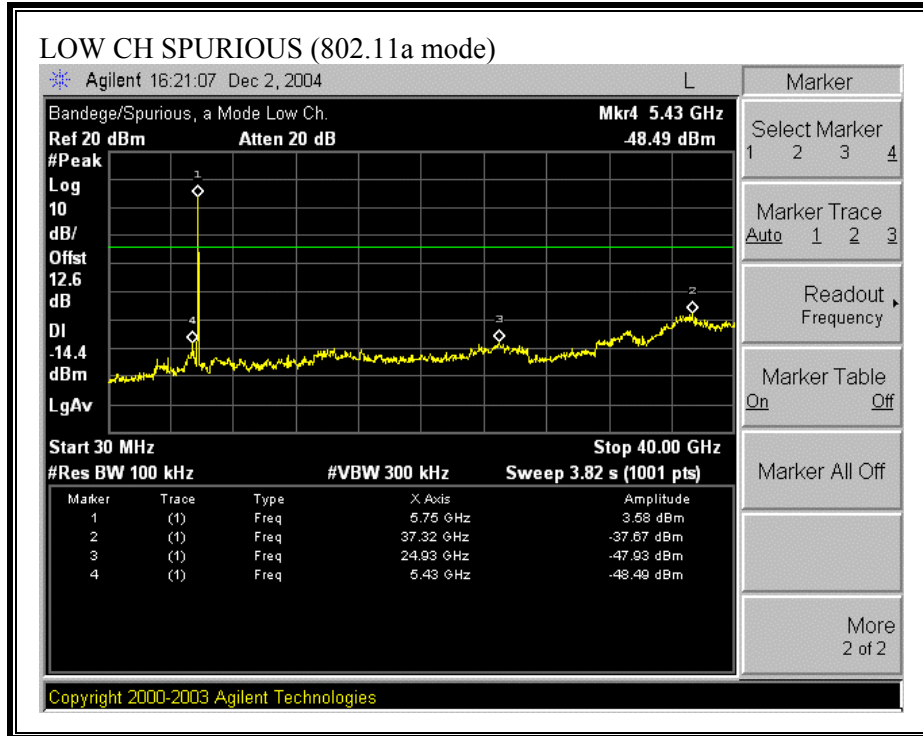 LOW CH SPURIOUS (802.11a mode)
Agilent 16:21:07 Dec 2, 2004 L
Bandege/Spurious, a Mode Low Ch. Mkr4 5.43 GHz
Ref 20 dBm Atten 20 dB -48.49 dBm
#Peak
Log
10
dB/
Offst
12.6
dB
DI
-14.4
dBm
LgAv
1
2
3
4
Start 30 MHz Stop 40.00 GHz
#Res BW 100 kHz #VBW 300 kHz Sweep 3.82 s (1001 pts)
Marker Trace Type X Axis Amplitude
1 (1) Freq 5.75 GHz 3.58 dBm
2 (1) Freq 37.32 GHz -37.67 dBm
3 (1) Freq 24.93 GHz -47.93 dBm
4 (1) Freq 5.43 GHz -48.49 dBm
Marker
Select Marker
1 2 3 4
Marker Trace
Auto 1 2 3
Readout
Frequency
Marker Table
On Off
Marker All Off
More
2 of 2
Copyright 2000-2003 Agilent Technologies